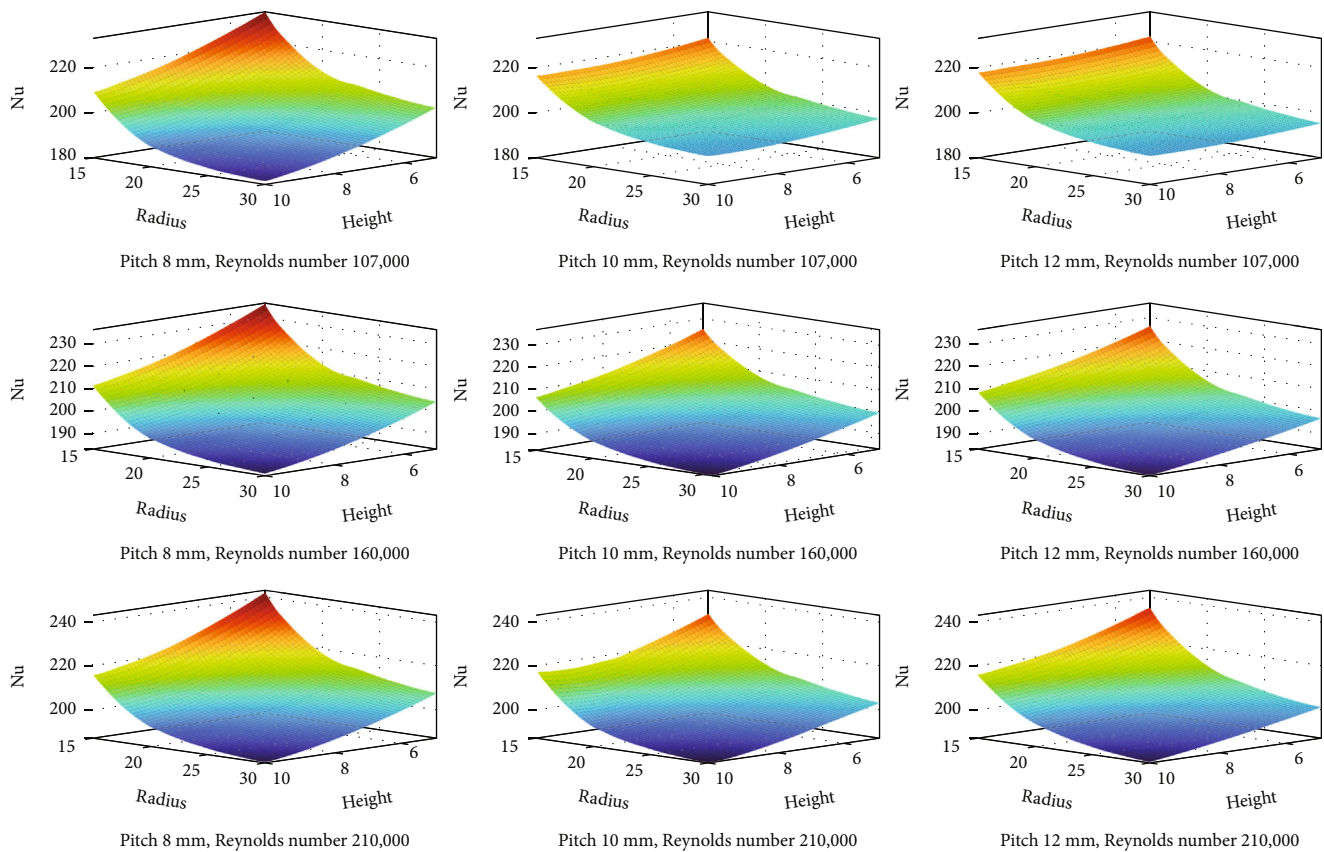 Nu
220
200
180
15
20
25
30
10
8
6
Radius
Height
Pitch 8 mm, Reynolds number 107,000
Nu
220
200
180
15
20
25
30
10
8
6
Radius
Height
Pitch 10 mm, Reynolds number 107,000
Nu
220
200
180
15
20
25
30
10
8
6
Radius
Height
Pitch 12 mm, Reynolds number 107,000
Nu
230
220
210
200
190
15
20
25
30
10
8
6
Radius
Height
Pitch 8 mm, Reynolds number 160,000
Nu
230
220
210
200
190
15
20
25
30
10
8
6
Radius
Height
Pitch 10 mm, Reynolds number 160,000
Nu
230
220
210
200
190
15
20
25
30
10
8
6
Radius
Height
Pitch 12 mm, Reynolds number 160,000
Nu
240
220
200
15
20
25
30
10
8
6
Radius
Height
Pitch 8 mm, Reynolds number 210,000
Nu
240
220
200
15
20
25
30
10
8
6
Radius
Height
Pitch 10 mm, Reynolds number 210,000
Nu
240
220
200
15
20
25
30
10
8
6
Radius
Height
Pitch 12 mm, Reynolds number 210,000